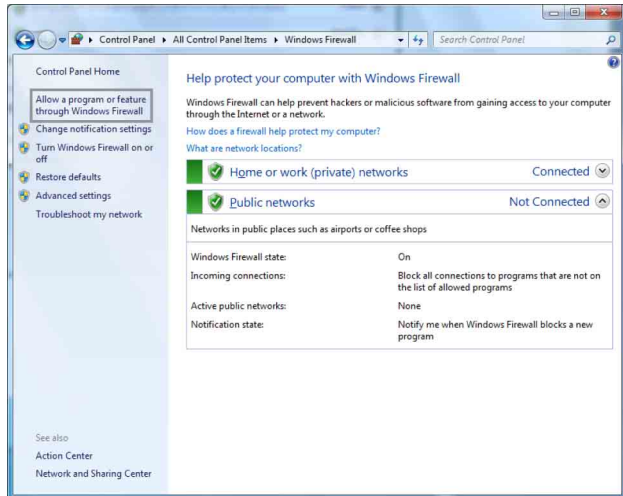 Control Panel ▸ All Control Panel Items ▸ Windows Firewall
Search Control Panel
Control Panel Home
Allow a program or feature
through Windows Firewall
Change notification settings
Turn Windows Firewall on or
off
Restore defaults
Advanced settings
Troubleshoot my network
See also
Action Center
Network and Sharing Center
Help protect your computer with Windows Firewall
Windows Firewall can help prevent hackers or malicious software from gaining access to your computer
through the Internet or a network.
How does a firewall help protect my computer?
What are network locations?
Home or work (private) networks Connected
Public networks Not Connected
Networks in public places such as airports or coffee shops
Windows Firewall state: On
Incoming connections: Block all connections to programs that are not on
the list of allowed programs
Active public networks: None
Notification state: Notify me when Windows Firewall blocks a new
program